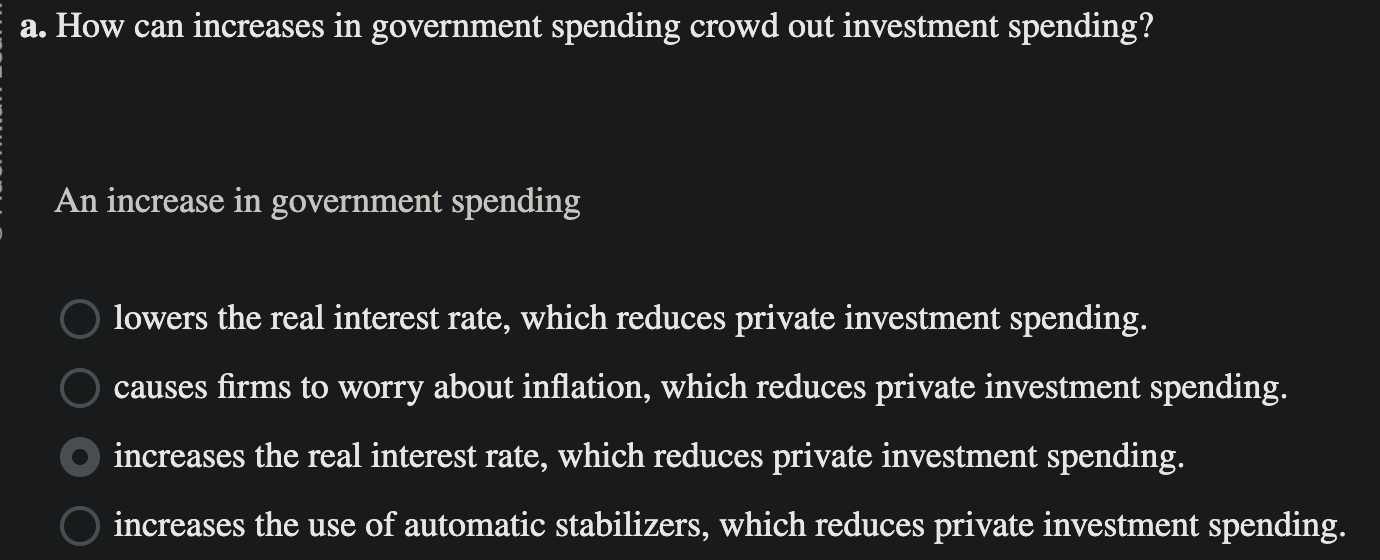 a. How can increases in government spending crowd out investment spending?
An increase in government spending
lowers the real interest rate, which reduces private investment spending.
causes firms to worry about inflation, which reduces private investment spending.
increases the real interest rate, which reduces private investment spending.
increases the use of automatic stabilizers, which reduces private investment spending.